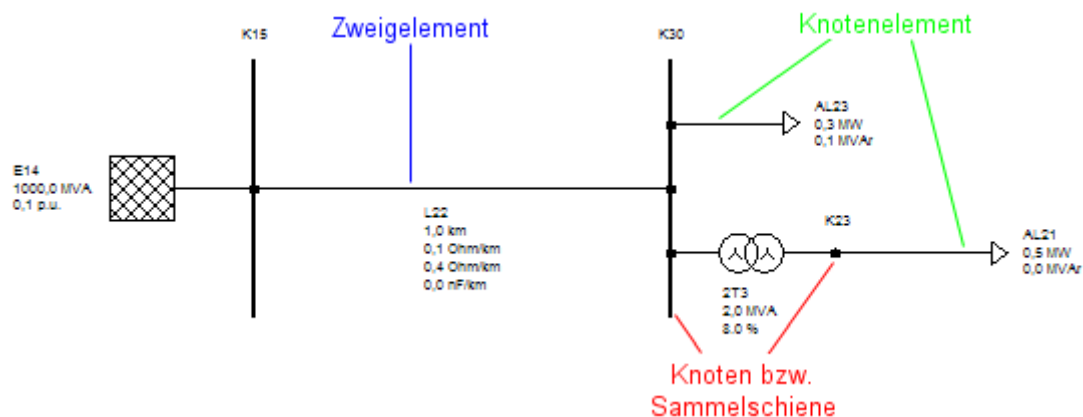 Zweigelement
Knotenelement
K15
K30
AL23
0,3 MW
0,1 MVAr
E14
1000,0 MVA
0,1 p.u.
L22
1,0 km
0,1 Ohm/km
0,4 Ohm/km
0,0 nF/km
K23
AL21
0,5 MW
0,0 MVAr
2T3
2,0 MVA
8.0 %
Knoten bzw.
Sammelschiene